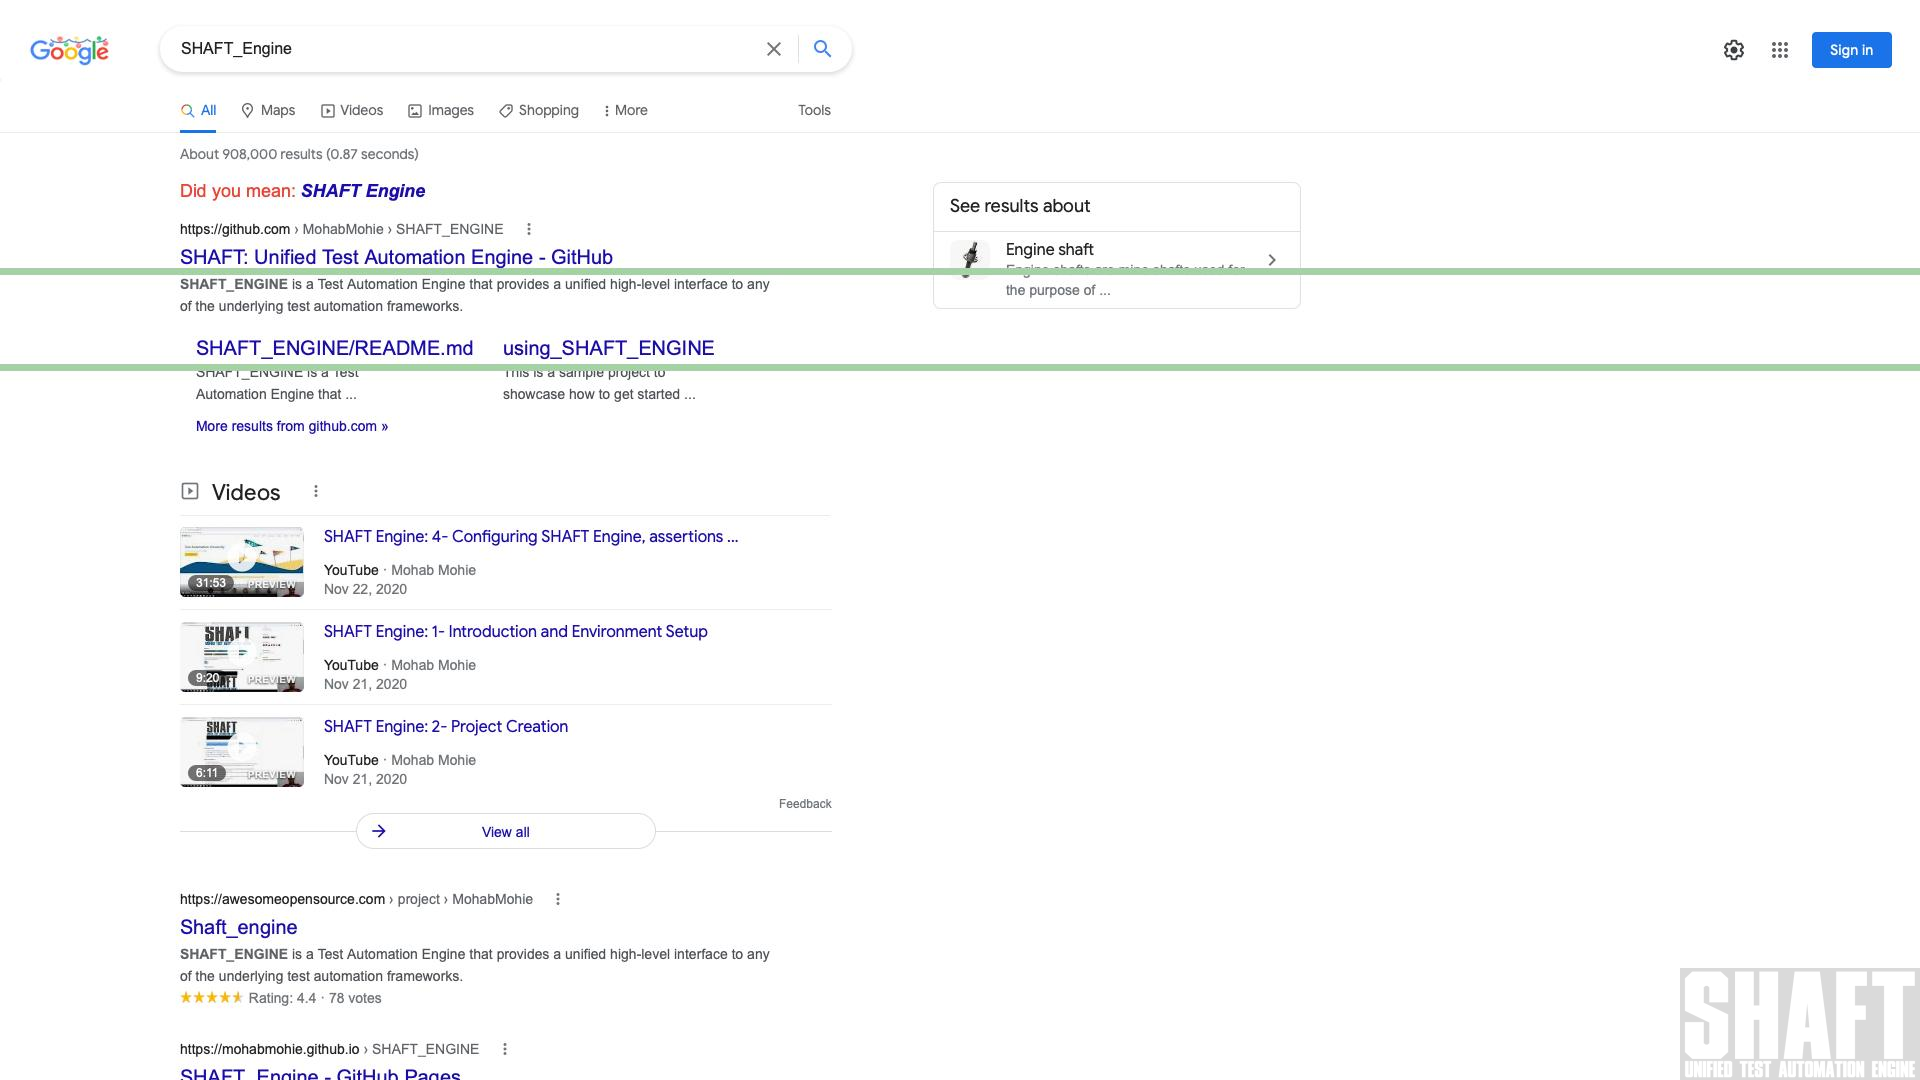 Google
SHAFT_Engine
Sign in
All Maps Videos Images Shopping More Tools
About 908,000 results (0.87 seconds)
Did you mean: SHAFT Engine
https://github.com › MohabMohie › SHAFT_ENGINE
SHAFT: Unified Test Automation Engine - GitHub
SHAFT_ENGINE is a Test Automation Engine that provides a unified high-level interface to any
of the underlying test automation frameworks.
SHAFT_ENGINE/README.md
SHAFT_ENGINE is a Test
Automation Engine that ...
using_SHAFT_ENGINE
This is a sample project to
showcase how to get started ...
More results from github.com »
See results about
Engine shaft
Engine shafts are mine shafts used for
the purpose of ...
Videos
SHAFT Engine: 4- Configuring SHAFT Engine, assertions ...
YouTube · Mohab Mohie
Nov 22, 2020
31:53 PREVIEW
SHAFT Engine: 1- Introduction and Environment Setup
YouTube · Mohab Mohie
Nov 21, 2020
SHAFT
9:20 PREVIEW
SHAFT Engine: 2- Project Creation
YouTube · Mohab Mohie
Nov 21, 2020
SHAFT
6:11 PREVIEW
Feedback
View all
https://awesomeopensource.com › project › MohabMohie
Shaft_engine
SHAFT_ENGINE is a Test Automation Engine that provides a unified high-level interface to any
of the underlying test automation frameworks.
Rating: 4.4 · 78 votes
https://mohabmohie.github.io › SHAFT_ENGINE
SHAFT_Engine - GitHub Pages
SHAFT
UNIFIED TEST AUTOMATION ENGINE